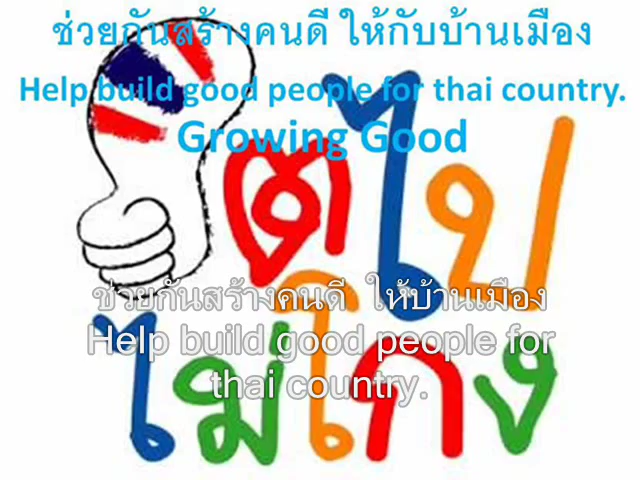 ช่วยกันสร้างคนดี ให้กับบ้านเมือง
Help build good people for thai country.
Growing Good
โตไป
ช่วยกันสร้างคนดี ให้บ้านเมือง
Help build good people for
thai country.
ไม่โกง